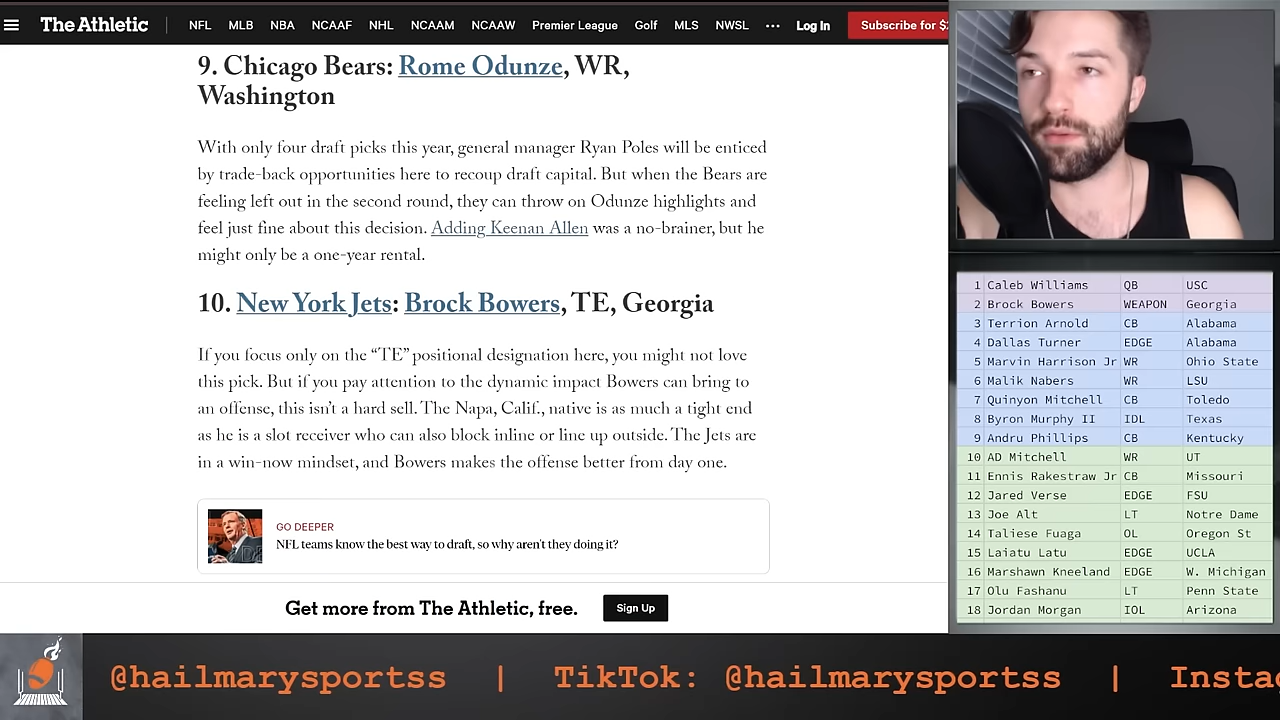 The Athletic NFL MLB NBA NCAAF NHL NCAAM NCAAW Premier League Golf MLS NWSL ••• Log In Subscribe for $
9. Chicago Bears: Rome Odunze, WR,
Washington
With only four draft picks this year, general manager Ryan Poles will be enticed
by trade-back opportunities here to recoup draft capital. But when the Bears are
feeling left out in the second round, they can throw on Odunze highlights and
feel just fine about this decision. Adding Keenan Allen was a no-brainer, but he
might only be a one-year rental.
10. New York Jets: Brock Bowers, TE, Georgia
If you focus only on the “TE” positional designation here, you might not love
this pick. But if you pay attention to the dynamic impact Bowers can bring to
an offense, this isn’t a hard sell. The Napa, Calif., native is as much a tight end
as he is a slot receiver who can also block inline or line up outside. The Jets are
in a win-now mindset, and Bowers makes the offense better from day one.
GO DEEPER
NFL teams know the best way to draft, so why aren't they doing it?
Get more from The Athletic, free. Sign Up
1 Caleb Williams QB USC
2 Brock Bowers WEAPON Georgia
3 Terrion Arnold CB Alabama
4 Dallas Turner EDGE Alabama
5 Marvin Harrison Jr WR Ohio State
6 Malik Nabers WR LSU
7 Quinyon Mitchell CB Toledo
8 Byron Murphy II IDL Texas
9 Andru Phillips CB Kentucky
10 AD Mitchell WR UT
11 Ennis Rakestraw Jr CB Missouri
12 Jared Verse EDGE FSU
13 Joe Alt LT Notre Dame
14 Taliese Fuaga OL Oregon St
15 Laiatu Latu EDGE UCLA
16 Marshawn Kneeland EDGE W. Michigan
17 Olu Fashanu LT Penn State
18 Jordan Morgan IOL Arizona
@hailmarysportss | TikTok: @hailmarysportss | Insta